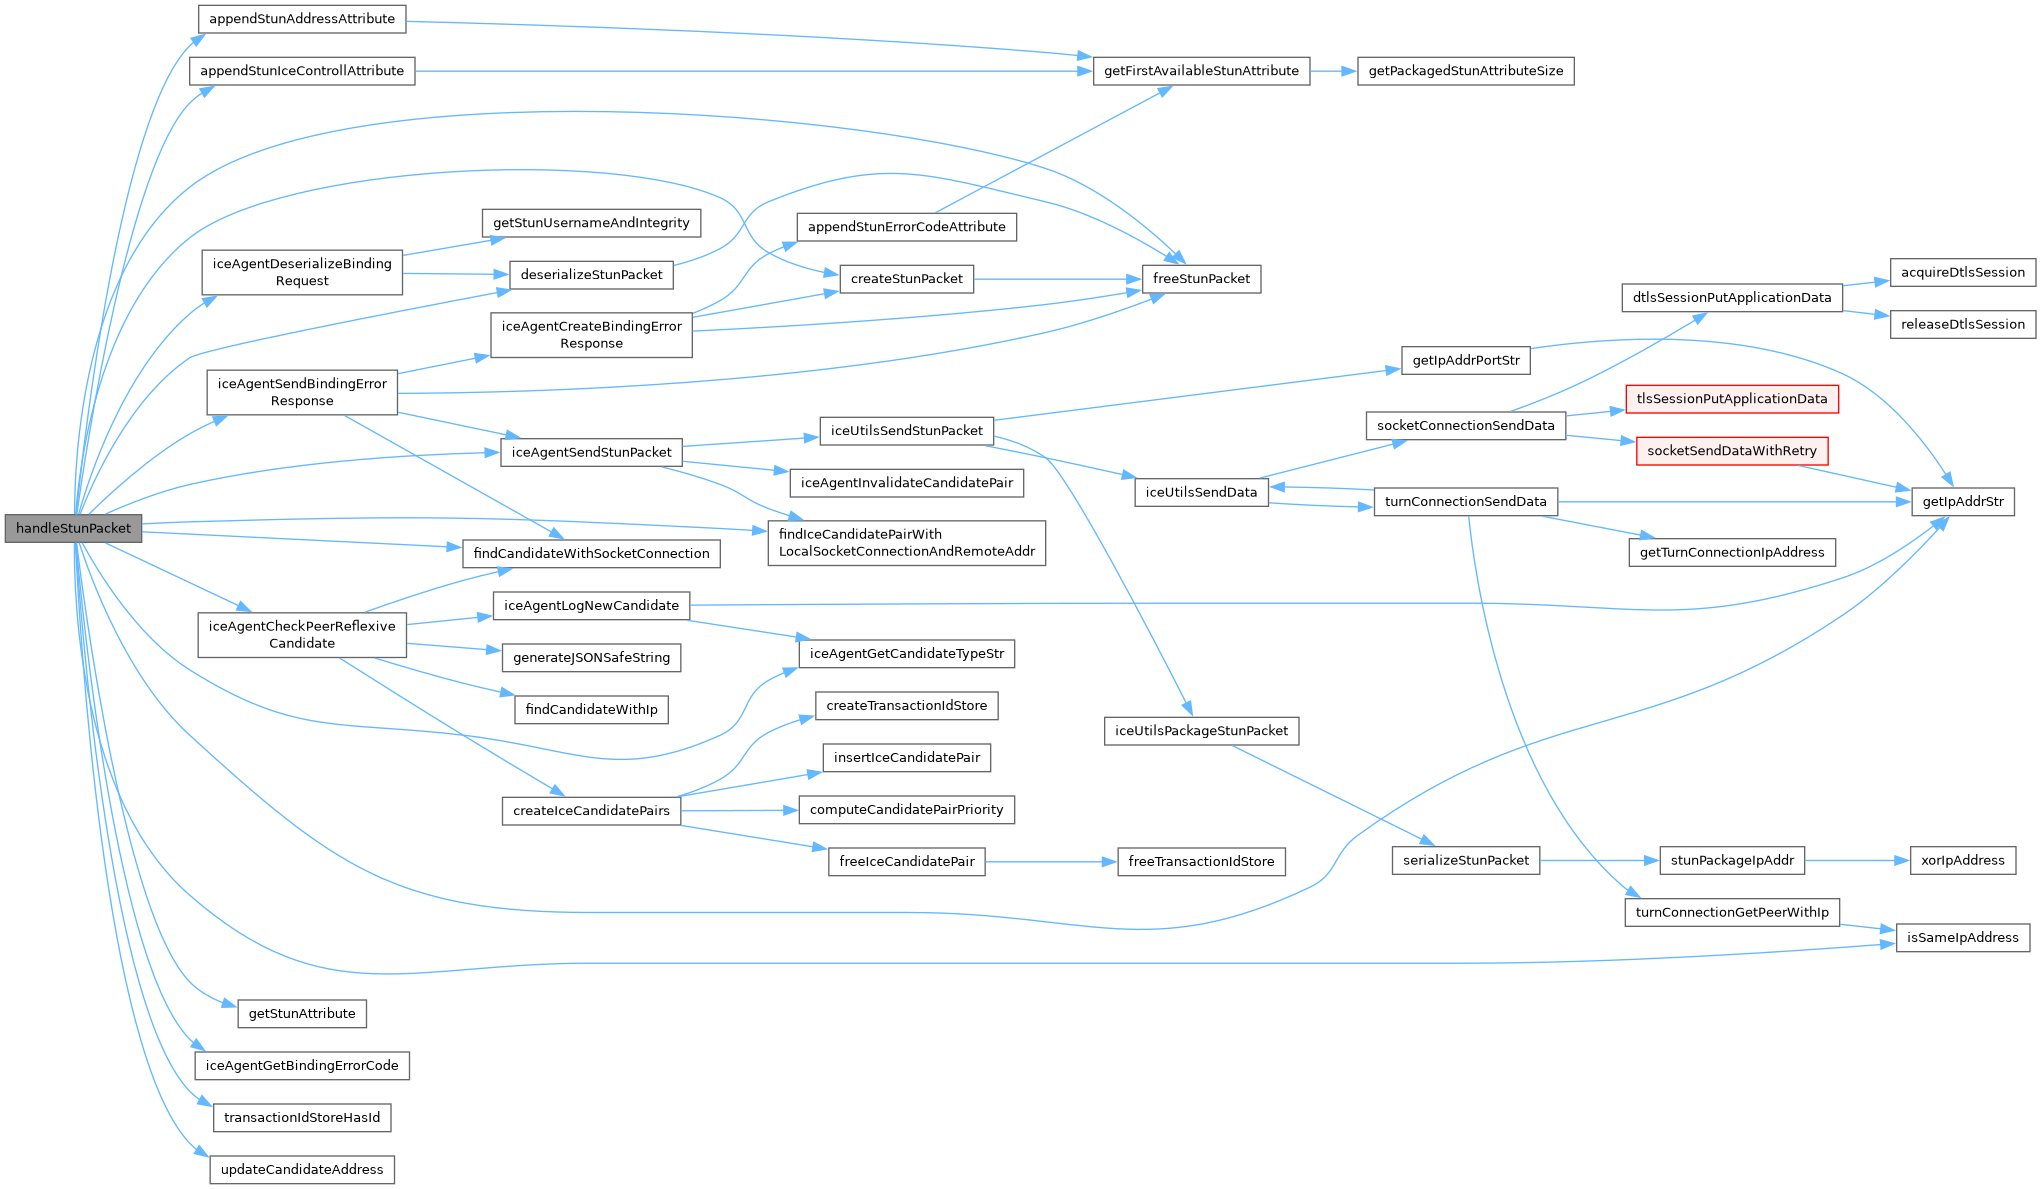 appendStunAddressAttribute
appendStunIceControllAttribute
getFirstAvailableStunAttribute
getPackagedStunAttributeSize
getStunUsernameAndIntegrity
appendStunErrorCodeAttribute
iceAgentDeserializeBinding
Request
deserializeStunPacket
createStunPacket
freeStunPacket
acquireDtlsSession
dtlsSessionPutApplicationData
releaseDtlsSession
iceAgentCreateBindingError
Response
getIpAddrPortStr
iceAgentSendBindingError
Response
tlsSessionPutApplicationData
iceUtilsSendStunPacket
socketConnectionSendData
iceAgentSendStunPacket
socketSendDataWithRetry
iceAgentInvalidateCandidatePair
iceUtilsSendData
turnConnectionSendData
getIpAddrStr
handleStunPacket
findIceCandidatePairWith
LocalSocketConnectionAndRemoteAddr
findCandidateWithSocketConnection
getTurnConnectionIpAddress
iceAgentLogNewCandidate
iceAgentCheckPeerReflexive
Candidate
generateJSONSafeString
iceAgentGetCandidateTypeStr
findCandidateWithIp
createTransactionIdStore
iceUtilsPackageStunPacket
insertIceCandidatePair
createIceCandidatePairs
computeCandidatePairPriority
freeIceCandidatePair
freeTransactionIdStore
serializeStunPacket
stunPackageIpAddr
xorIpAddress
turnConnectionGetPeerWithIp
isSameIpAddress
getStunAttribute
iceAgentGetBindingErrorCode
transactionIdStoreHasId
updateCandidateAddress